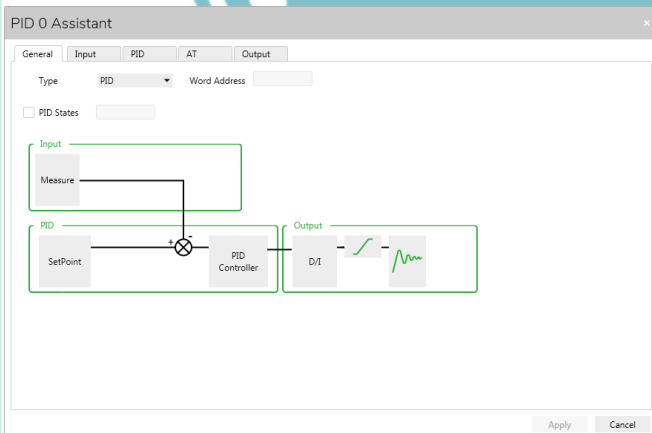 PID 0 Assistant ×
General Input PID AT Output
Type PID Word Address
PID States
Input
Measure
PID Output
+ -
SetPoint PID Controller D/I
Apply Cancel